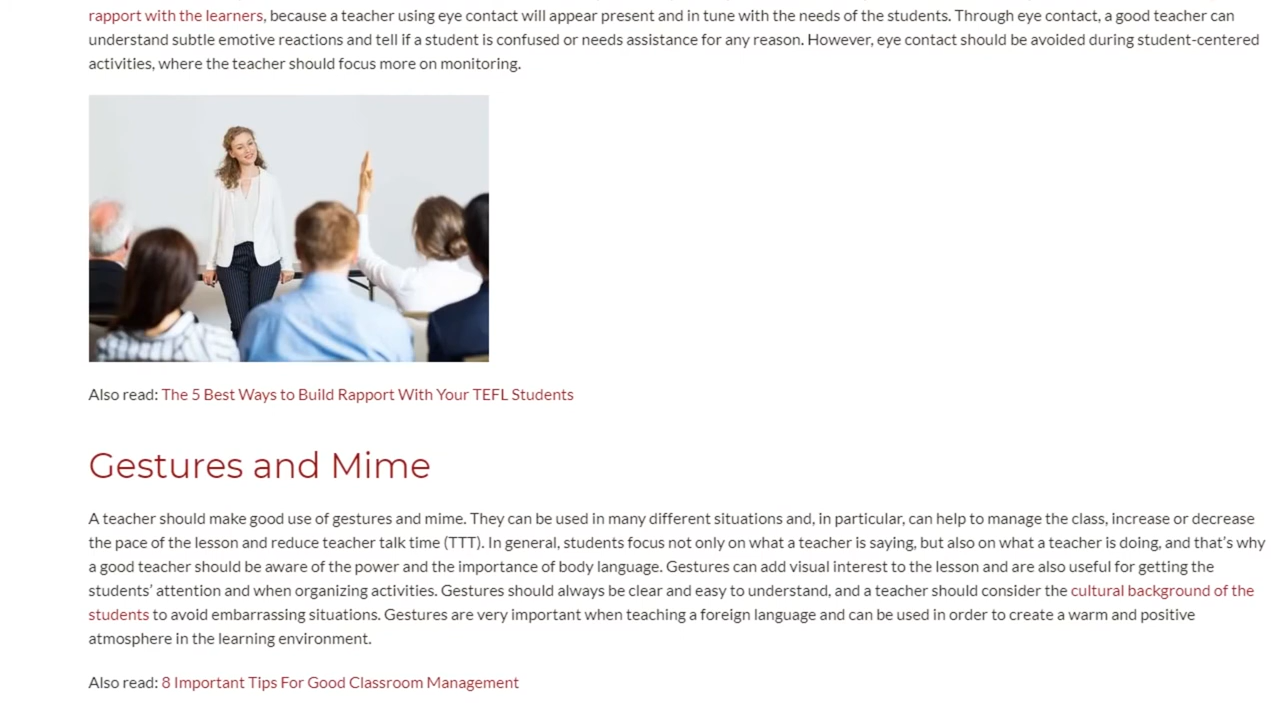 rapport with the learners, because a teacher using eye contact will appear present and in tune with the needs of the students. Through eye contact, a good teacher can
understand subtle emotive reactions and tell if a student is confused or needs assistance for any reason. However, eye contact should be avoided during student-centered
activities, where the teacher should focus more on monitoring.
Also read: The 5 Best Ways to Build Rapport With Your TEFL Students
Gestures and Mime
A teacher should make good use of gestures and mime. They can be used in many different situations and, in particular, can help to manage the class, increase or decrease
the pace of the lesson and reduce teacher talk time (TTT). In general, students focus not only on what a teacher is saying, but also on what a teacher is doing, and that's why
a good teacher should be aware of the power and the importance of body language. Gestures can add visual interest to the lesson and are also useful for getting the
students' attention and when organizing activities. Gestures should always be clear and easy to understand, and a teacher should consider the cultural background of the
students to avoid embarrassing situations. Gestures are very important when teaching a foreign language and can be used in order to create a warm and positive
atmosphere in the learning environment.
Also read: 8 Important Tips For Good Classroom Management